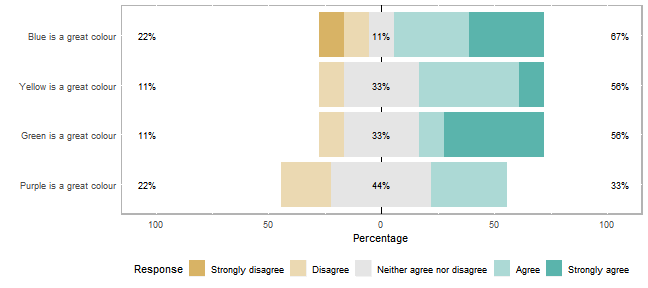 Blue is a great colour 22% 11% 67%
Yellow is a great colour 11% 33% 56%
Green is a great colour 11% 33% 56%
Purple is a great colour 22% 44% 33%
100 50 0 50 100
Percentage
Response Strongly disagree Disagree Neither agree nor disagree Agree Strongly agree